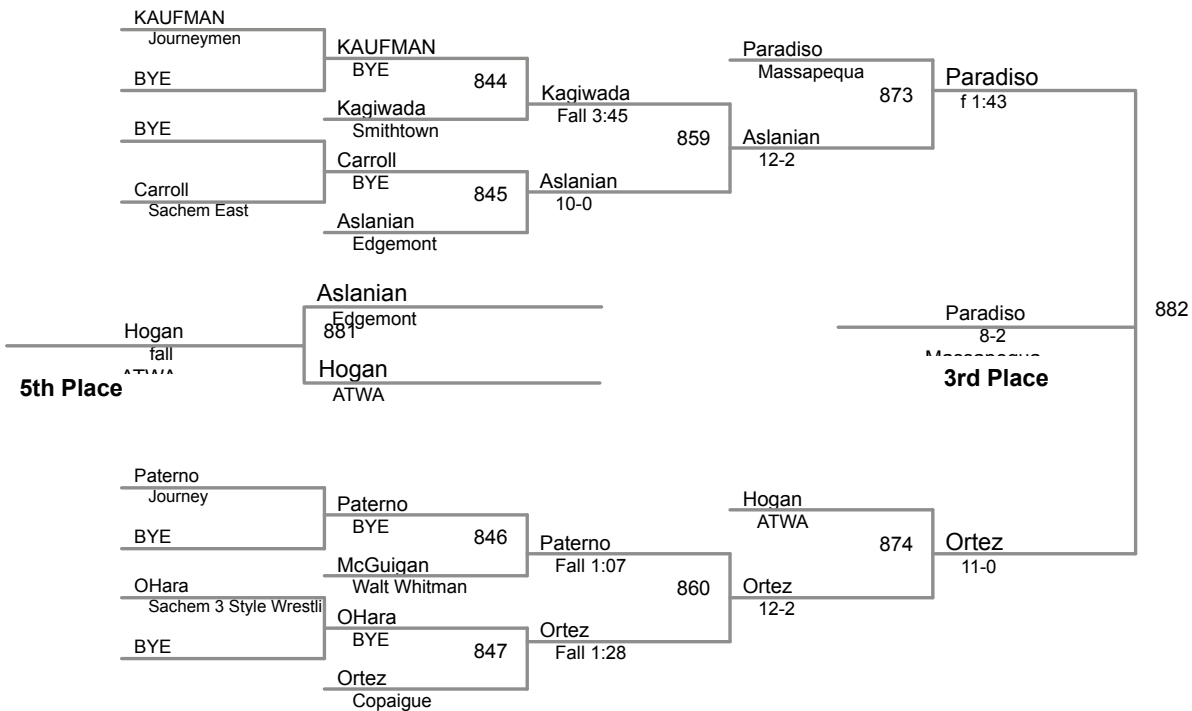 KAUFMAN
Journeymen
BYE
KAUFMAN
BYE
844
Kagiwada
Smithtown
Kagiwada
Fall 3:45
BYE
Carroll
Sachem East
Carroll
BYE
845
Aslanian
Edgemont
Aslanian
10-0
859
Paradiso
Massapequa
Aslanian
12-2
873
Paradiso
f 1:43
Aslanian
Edgemont
881
Hogan
ATWA
Hogan
fall
ATWA
5th Place
Paradiso
8-2
Massapequa
3rd Place
882
Paterno
Journey
BYE
Paterno
BYE
846
McGuigan
Walt Whitman
Paterno
Fall 1:07
OHara
Sachem 3 Style Wrestli
BYE
OHara
BYE
847
Ortez
Copaigue
Ortez
Fall 1:28
860
Hogan
ATWA
Ortez
12-2
874
Ortez
11-0